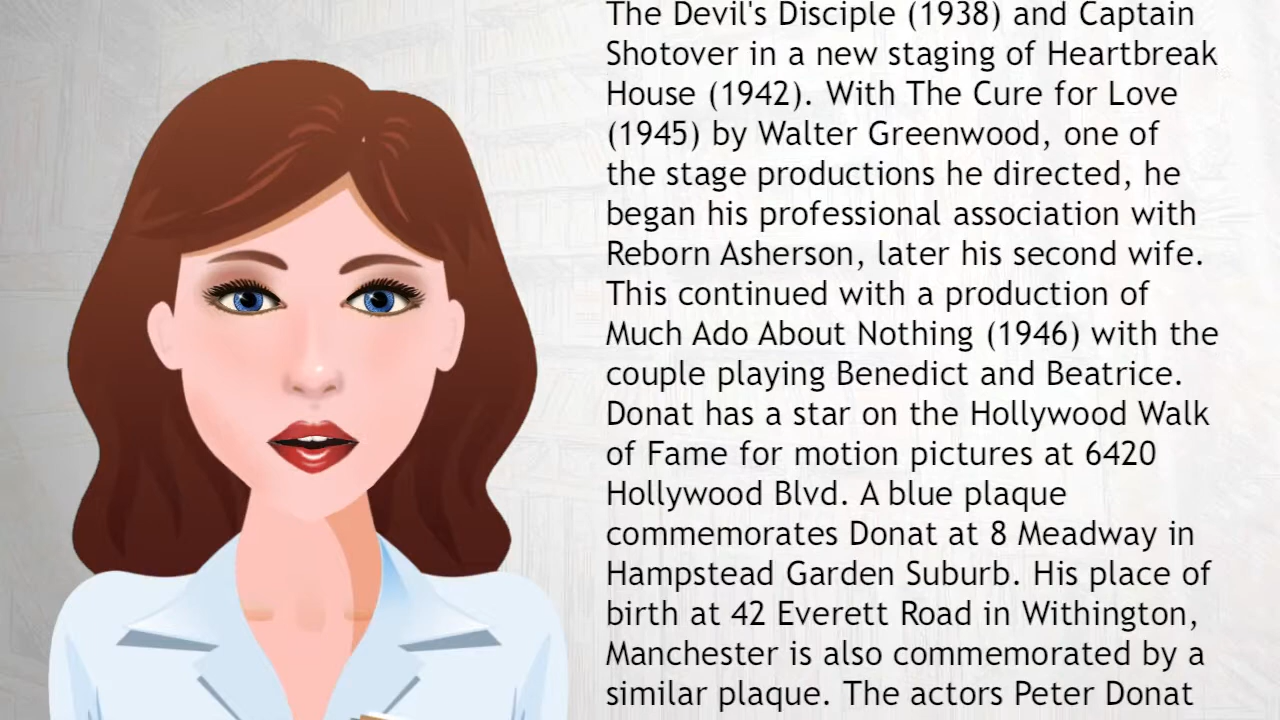 The Devil's Disciple (1938) and Captain
Shotover in a new staging of Heartbreak
House (1942). With The Cure for Love
(1945) by Walter Greenwood, one of
the stage productions he directed, he
began his professional association with
Reborn Asherson, later his second wife.
This continued with a production of
Much Ado About Nothing (1946) with the
couple playing Benedict and Beatrice.
Donat has a star on the Hollywood Walk
of Fame for motion pictures at 6420
Hollywood Blvd. A blue plaque
commemorates Donat at 8 Meadway in
Hampstead Garden Suburb. His place of
birth at 42 Everett Road in Withington,
Manchester is also commemorated by a
similar plaque. The actors Peter Donat